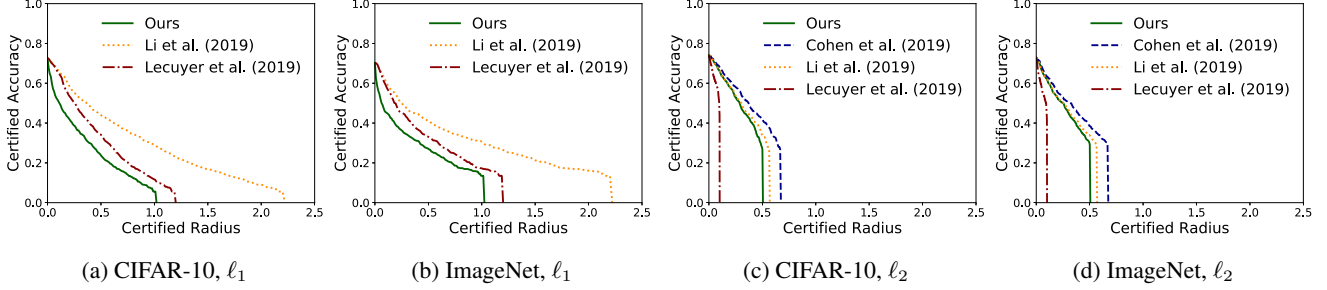 Certified Accuracy
1.0
0.8
0.6
0.4
0.2
0.0
Ours
Li et al. (2019)
Lecuyer et al. (2019)
0.0 0.5 1.0 1.5 2.0 2.5
Certified Radius
(a) CIFAR-10, ℓ1
Certified Accuracy
1.0
0.8
0.6
0.4
0.2
0.0
Ours
Li et al. (2019)
Lecuyer et al. (2019)
0.0 0.5 1.0 1.5 2.0 2.5
Certified Radius
(b) ImageNet, ℓ1
Certified Accuracy
1.0
0.8
0.6
0.4
0.2
0.0
Ours
Cohen et al. (2019)
Li et al. (2019)
Lecuyer et al. (2019)
0.0 0.5 1.0 1.5 2.0 2.5
Certified Radius
(c) CIFAR-10, ℓ2
Certified Accuracy
1.0
0.8
0.6
0.4
0.2
0.0
Ours
Cohen et al. (2019)
Li et al. (2019)
Lecuyer et al. (2019)
0.0 0.5 1.0 1.5 2.0 2.5
Certified Radius
(d) ImageNet, ℓ2